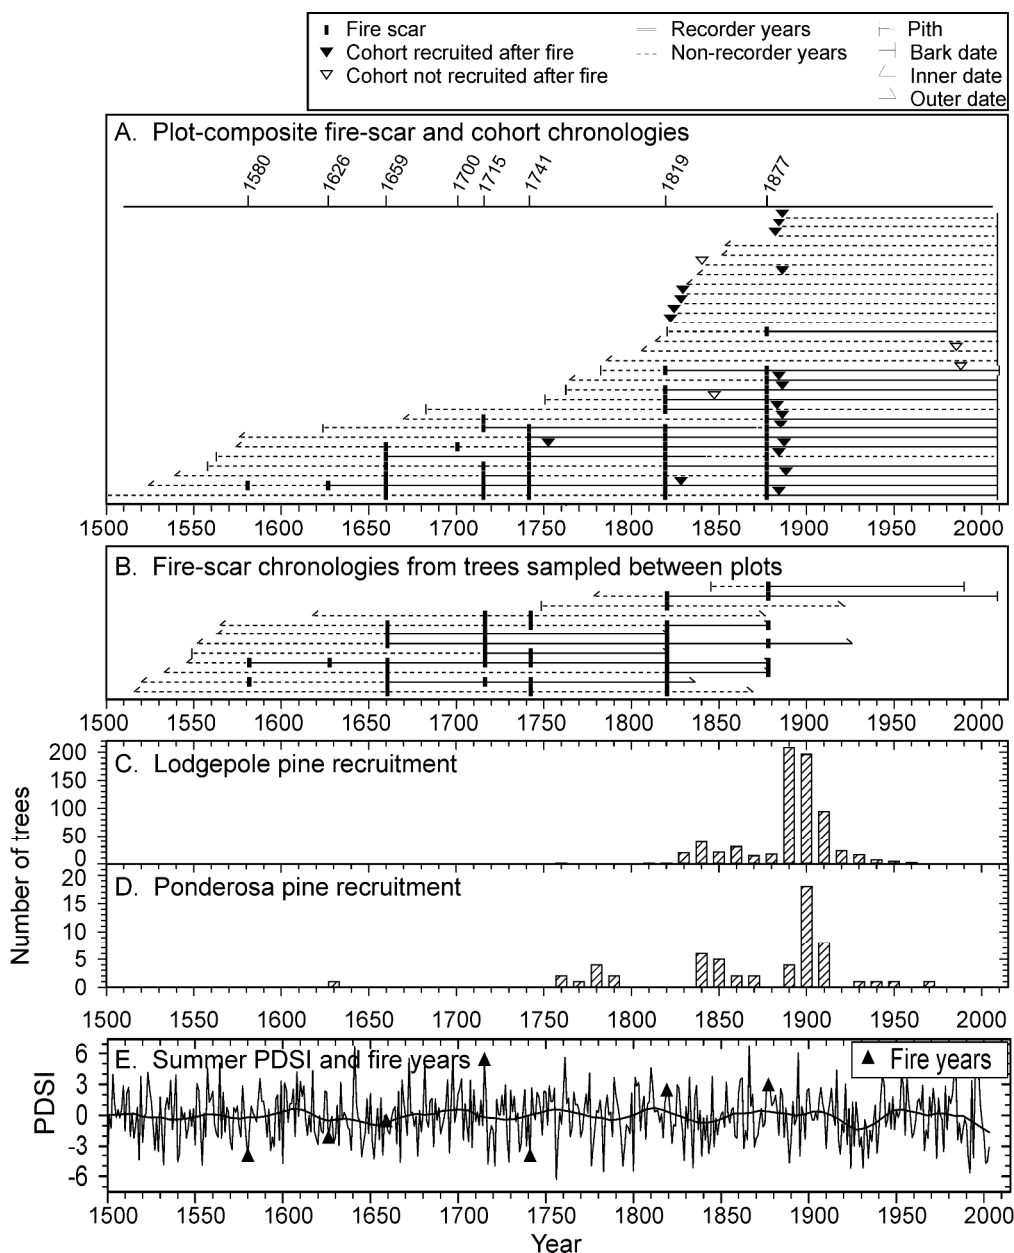 Fire scar
Cohort recruited after fire
Cohort not recruited after fire
Recorder years
Non-recorder years
Pith
Bark date
Inner date
Outer date
A. Plot-composite fire-scar and cohort chronologies
1580 1626 1659 1700 1715 1741 1819 1877
1500 1550 1600 1650 1700 1750 1800 1850 1900 1950 2000
B. Fire-scar chronologies from trees sampled between plots
1500 1550 1600 1650 1700 1750 1800 1850 1900 1950 2000
Number of trees
C. Lodgepole pine recruitment
200
150
100
50
0
D. Ponderosa pine recruitment
20
15
10
5
0
1500 1550 1600 1650 1700 1750 1800 1850 1900 1950 2000
E. Summer PDSI and fire years
Fire years
PDSI
6
3
0
-3
-6
1500 1550 1600 1650 1700 1750 1800 1850 1900 1950 2000
Year